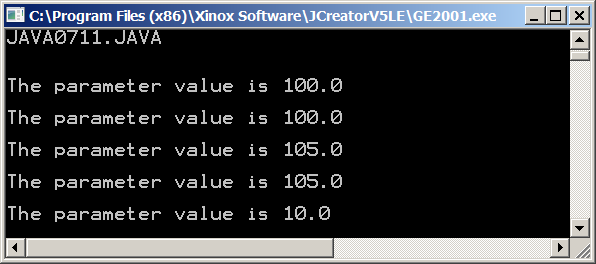 C:\Program Files (x86)\Xinox Software\JCreatorV5LE\GE2001.exe
JAVA0711.JAVA
The parameter value is 100.0
The parameter value is 100.0
The parameter value is 105.0
The parameter value is 105.0
The parameter value is 10.0